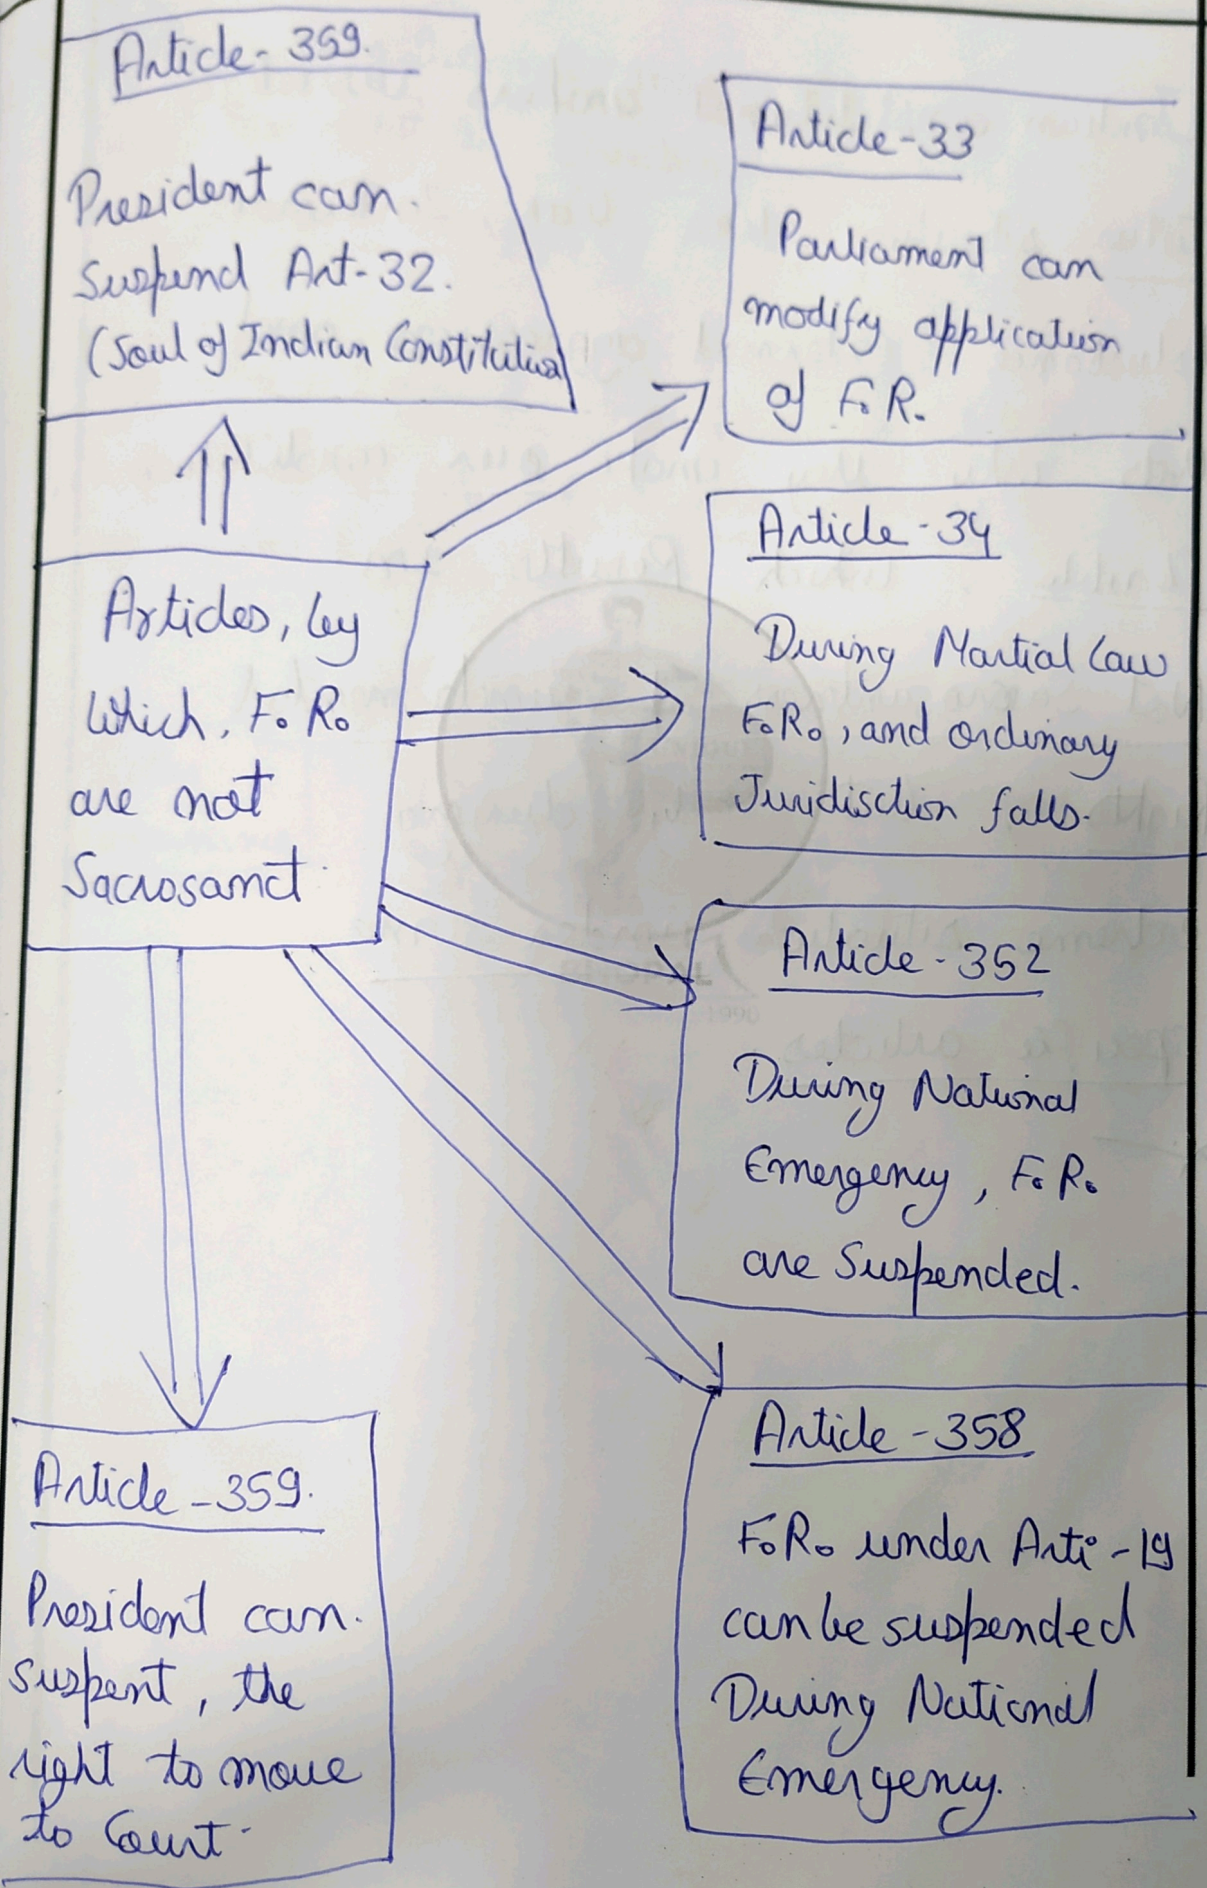 Article - 359.
President can.
Suspend Art-32.
(Soul of Indian Constitution
Articles, by
which, F.R.
are not
Sacrosanct
Article - 359.
President can.
suspent, the
right to move
to Court.
Article - 33
Parliament can
modify application
of F.R.
Article - 34
During Martial Law
F.R., and ordinary
Juridisction falls.
Article - 352
During National
Emergency, F.R.
are Suspended.
Article - 358
F.R. under Arti - 19
can be suspended
During National
Emergency.